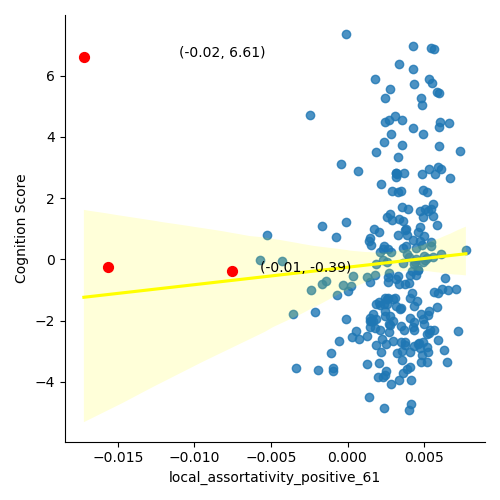 (-0.02, 6.61)
6
4
2
(-0.01, -0.39)
0
−2
−4
Cognition Score
−0.015 −0.010 −0.005 0.000 0.005
local_assortativity_positive_61